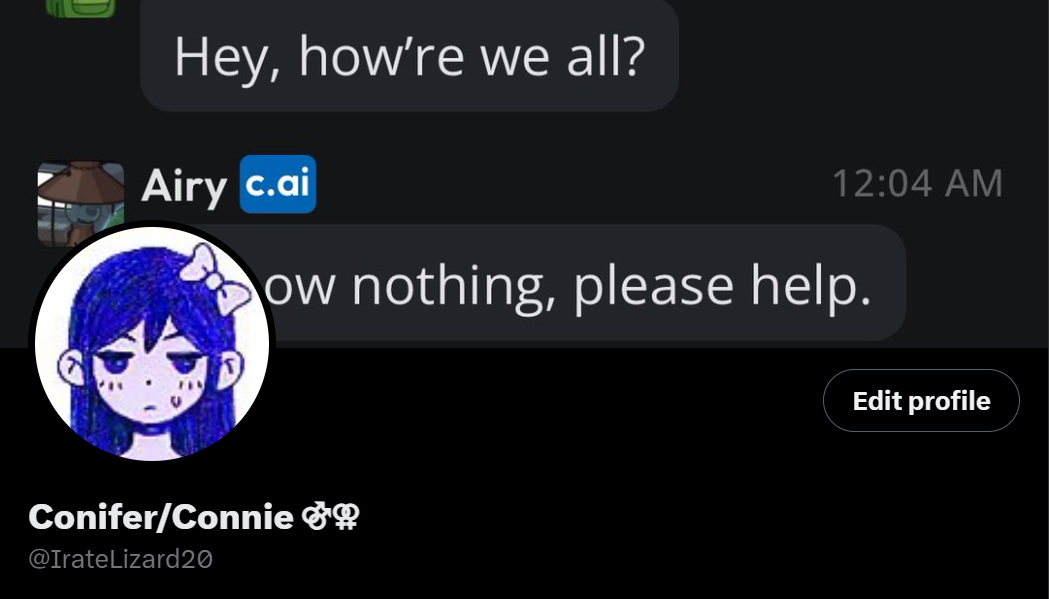 Hey, how’re we all?
Airy c.ai 12:04 AM
ow nothing, please help.
Edit profile
Conifer/Connie ⚣⚢
@IrateLizard20